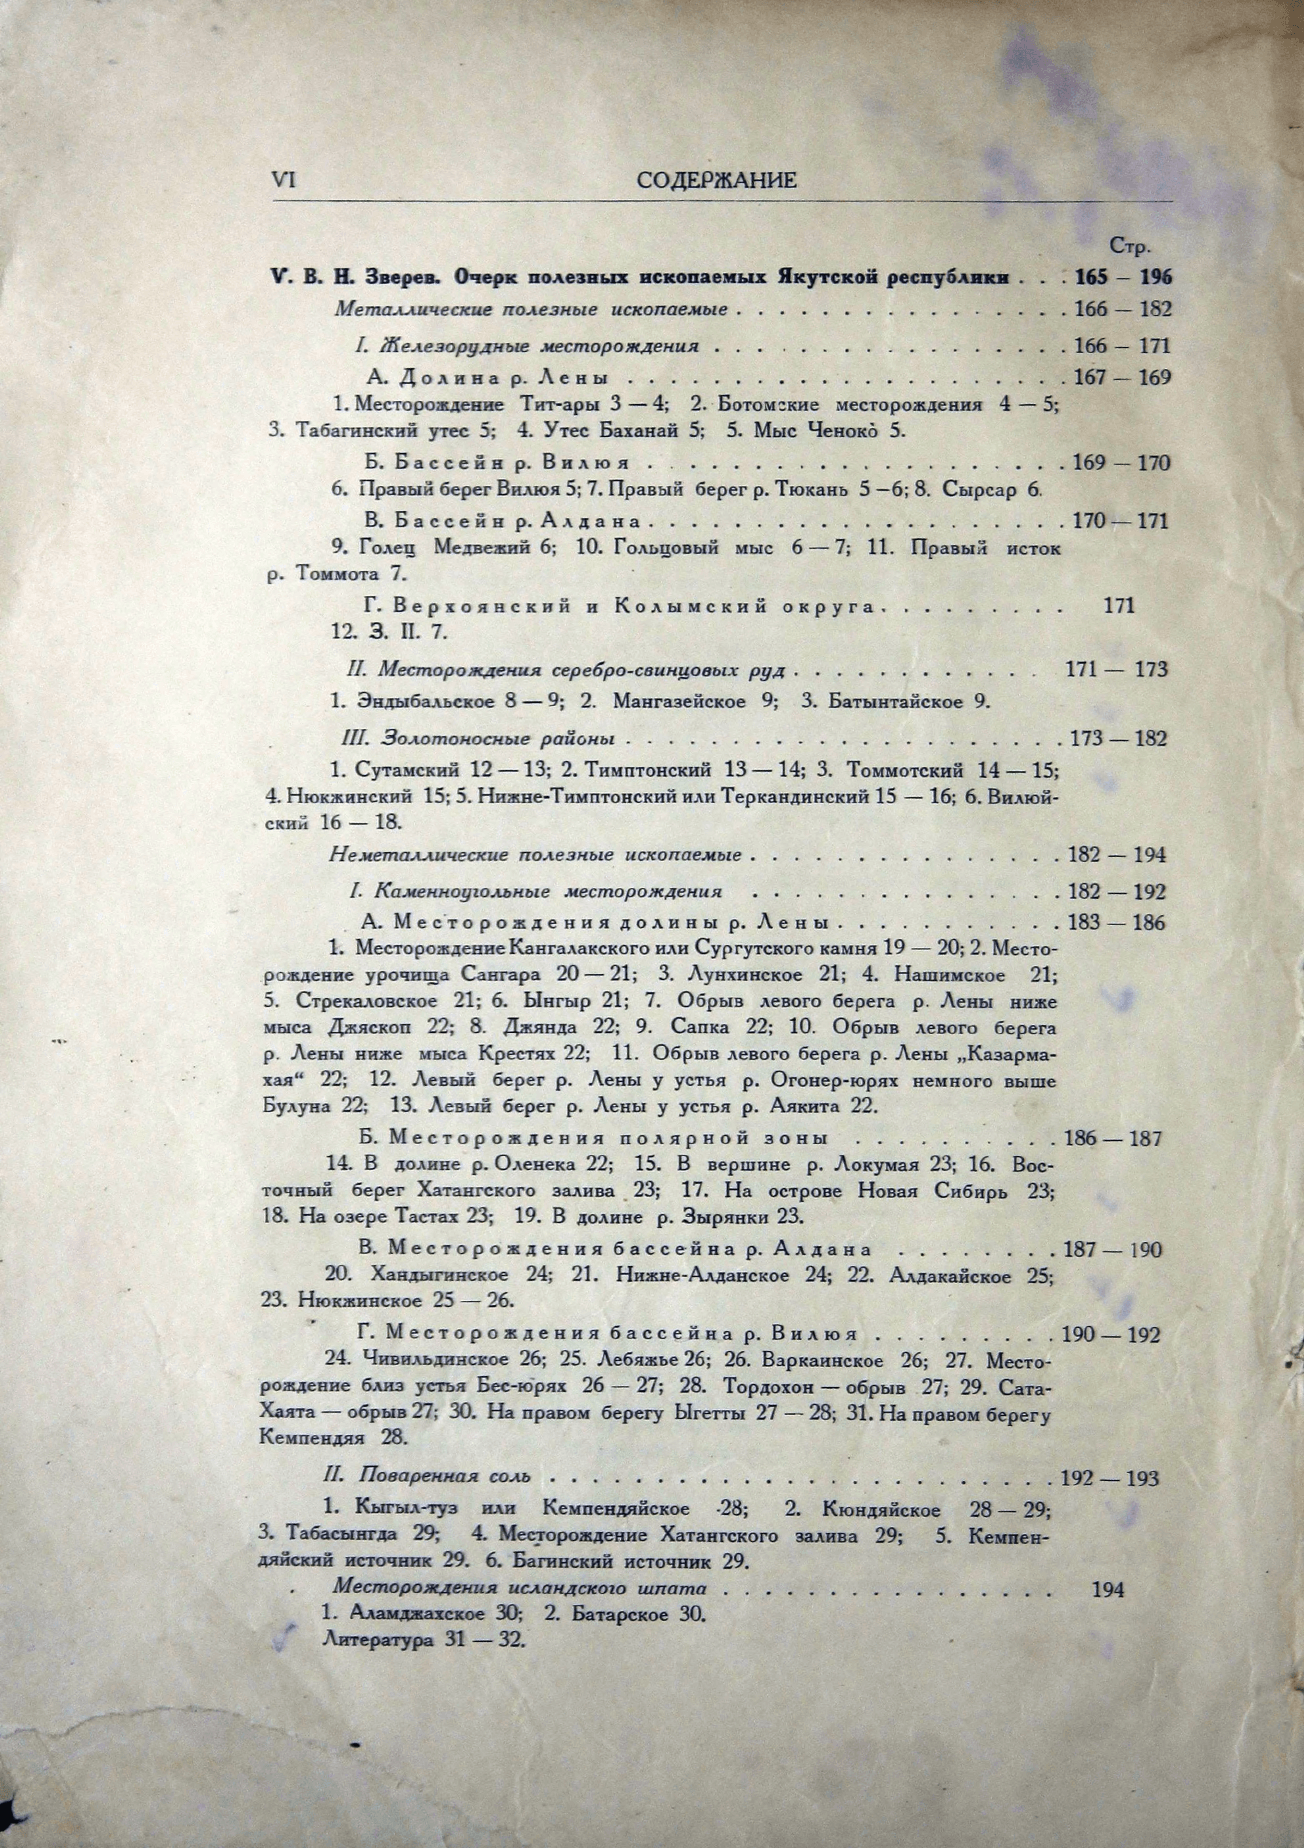 VI СОДЕРЖАНИЕ
Стр.
V. В. Н. Зверев. Очерк полезных ископаемых Якутской республики . . . 165 — 196
Металлические полезные ископаемые . . . . . . . . . . . . . . . . 166 — 182
I. Железорудные месторождения . . . . . . . . . . . . . . . . . 166 — 171
А. Долина р. Лены . . . . . . . . . . . . . . . . . . . . . 167 — 169
1. Месторождение Тит-ары 3 — 4; 2. Ботомские месторождения 4 — 5;
3. Табагинский утес 5; 4. Утес Баханай 5; 5. Мыс Ченокò 5.
Б. Бассейн р. Вилюя . . . . . . . . . . . . . . . . . . . . 169 — 170
6. Правый берег Вилюя 5; 7. Правый берег р. Тюкань 5 — 6; 8. Сырсар 6.
В. Бассейн р. Алдана . . . . . . . . . . . . . . . . . . . . 170 — 171
9. Голец Медвежий 6; 10. Гольцовый мыс 6 — 7; 11. Правый исток
р. Томмота 7.
Г. Верхоянский и Колымский округа . . . . . . . . . 171
12. З. II. 7.
II. Месторождения серебро-свинцовых руд . . . . . . . . . . . . 171 — 173
1. Эндыбальское 8 — 9; 2. Мангазейское 9; 3. Батынтайское 9.
III. Золотоносные районы . . . . . . . . . . . . . . . . . . . . . 173 — 182
1. Сутамский 12 — 13; 2. Тимптонский 13 — 14; 3. Томмотский 14 — 15;
4. Нюкжинский 15; 5. Нижне-Тимптонский или Теркандинский 15 — 16; 6. Вилюй-
ский 16 — 18.
Неметаллические полезные ископаемые . . . . . . . . . . . . . . . 182 — 194
I. Каменноугольные месторождения . . . . . . . . . . . . . . . 182 — 192
А. Месторождения долины р. Лены . . . . . . . . . . . 183 — 186
1. Месторождение Кангалакского или Сургутского камня 19 — 20; 2. Место-
рождение урочища Сангара 20 — 21; 3. Лунхинское 21; 4. Нашимское 21;
5. Стрекаловское 21; 6. Ынгыр 21; 7. Обрыв левого берега р. Лены ниже
мыса Джяскоп 22; 8. Джянда 22; 9. Сапка 22; 10. Обрыв левого берега
р. Лены ниже мыса Крестях 22; 11. Обрыв левого берега р. Лены „Казарма-
хая“ 22; 12. Левый берег р. Лены у устья р. Огонер-юрях немного выше
Булуна 22; 13. Левый берег р. Лены у устья р. Аякита 22.
Б. Месторождения полярной зоны . . . . . . . . . . 186 — 187
14. В долине р. Оленека 22; 15. В вершине р. Локумая 23; 16. Вос-
точный берег Хатангского залива 23; 17. На острове Новая Сибирь 23;
18. На озере Тастах 23; 19. В долине р. Зырянки 23.
В. Месторождения бассейна р. Алдана . . . . . . . . 187 — 190
20. Хандыгинское 24; 21. Нижне-Алданское 24; 22. Алдакайское 25;
23. Нюкжинское 25 — 26.
Г. Месторождения бассейна р. Вилюя . . . . . . . . . 190 — 192
24. Чивильдинское 26; 25. Лебяжье 26; 26. Варкаинское 26; 27. Место-
рождение близ устья Бес-юрях 26 — 27; 28. Тордохон — обрыв 27; 29. Сата-
Хаята — обрыв 27; 30. На правом берегу Ыгетты 27 — 28; 31. На правом берегу
Кемпендяя 28.
II. Поваренная соль . . . . . . . . . . . . . . . . . . . . . . . 192 — 193
1. Кыгыл-туз или Кемпендяйское 28; 2. Кюндяйское 28 — 29;
3. Табасынгда 29; 4. Месторождение Хатангского залива 29; 5. Кемпен-
дяйский источник 29. 6. Багинский источник 29.
Месторождения исландского шпата . . . . . . . . . . . . . . . . 194
1. Аламджахское 30; 2. Батарское 30.
Литература 31 — 32.